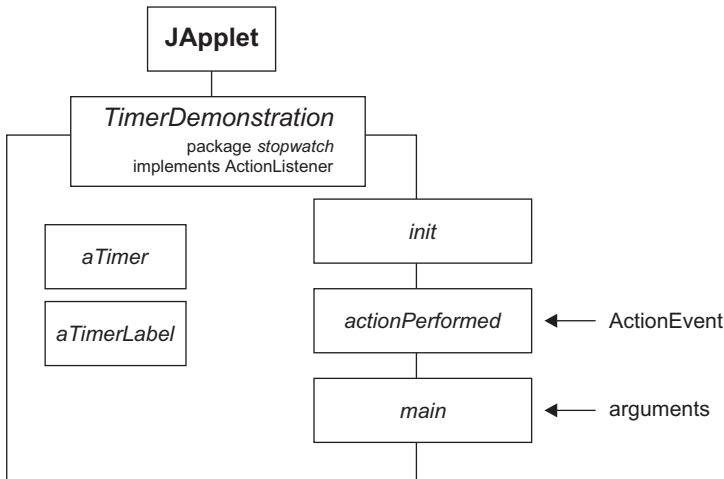 JApplet
TimerDemonstration
package stopwatch
implements ActionListener
init
aTimer
actionPerformed
ActionEvent
aTimerLabel
main
arguments